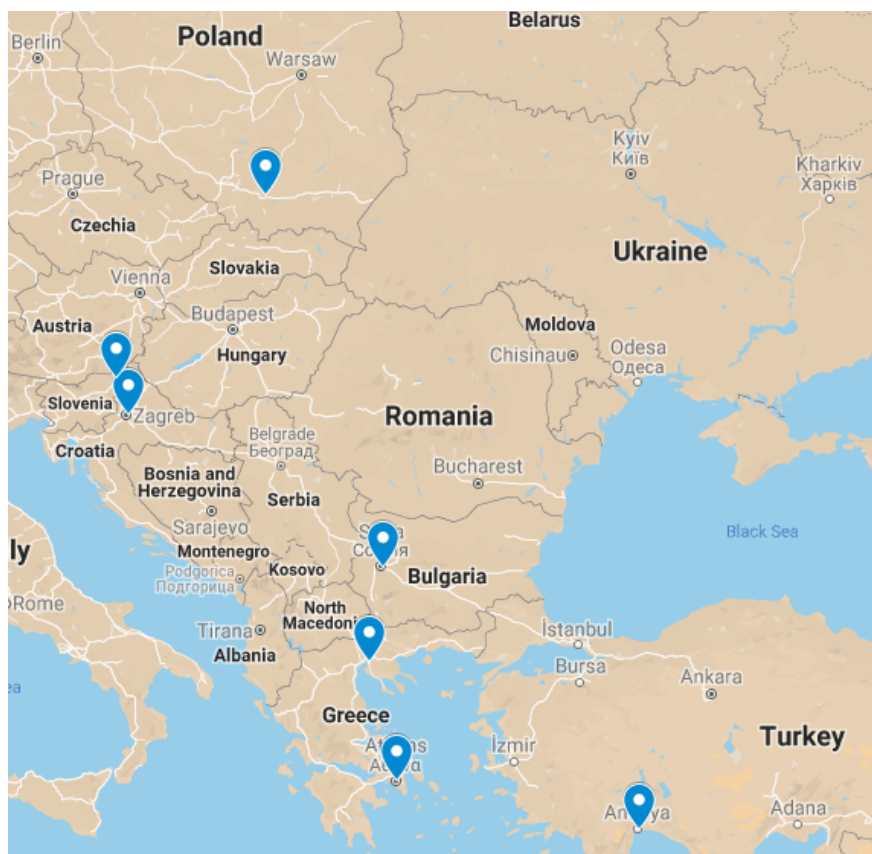 Belarus
Berlin
Poland
Warsaw
Kyiv
Київ
Kharkiv
Харків
Prague
Czechia
Ukraine
Slovakia
Vienna
Budapest
Austria
Hungary
Moldova
Chisinau
Odesa
Одеса
Slovenia
Zagreb
Romania
Croatia
Belgrade
Београд
Bosnia and
Herzegovina
Bucharest
Serbia
Sarajevo
Black Sea
ly
Montenegro
Kosovo
Podgorica
Подгорица
Bulgaria
Rome
North
Tirana
Albania
İstanbul
Bursa
Ankara
ea
Greece
İzmir
Turkey
Adana